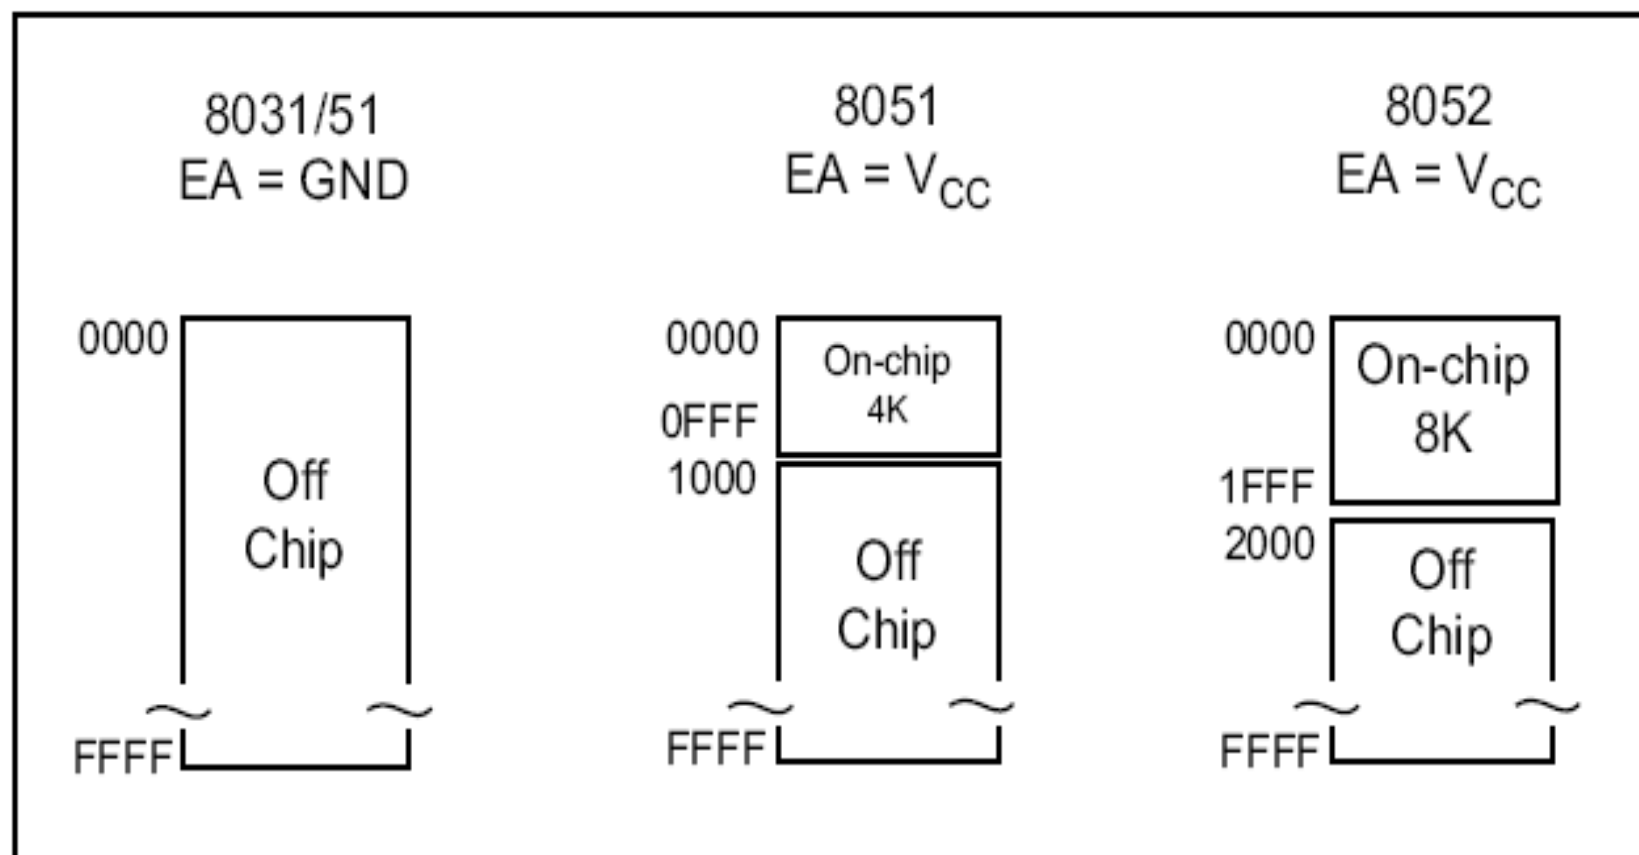 8031/51
EA = GND
0000
Off
Chip
FFFF
8051
EA = VCC
0000
On-chip
4K
0FFF
1000
Off
Chip
FFFF
8052
EA = VCC
0000
On-chip
8K
1FFF
2000
Off
Chip
FFFF